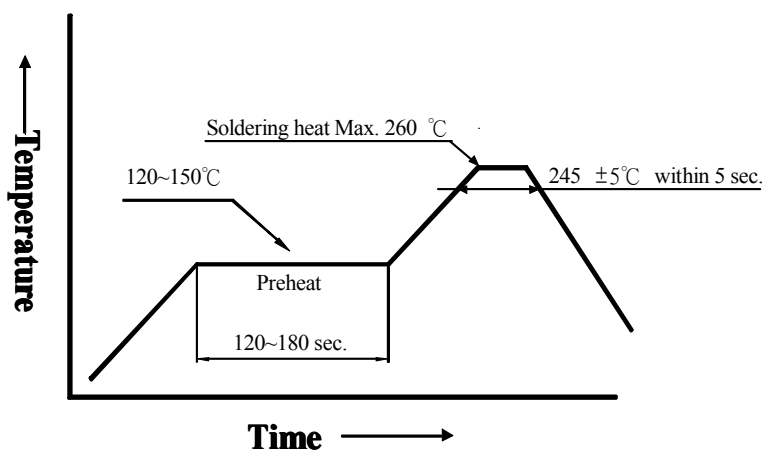 Temperature
Soldering heat Max. 260 ℃
120~150℃
245 ±5℃ within 5 sec.
Preheat
120~180 sec.
Time